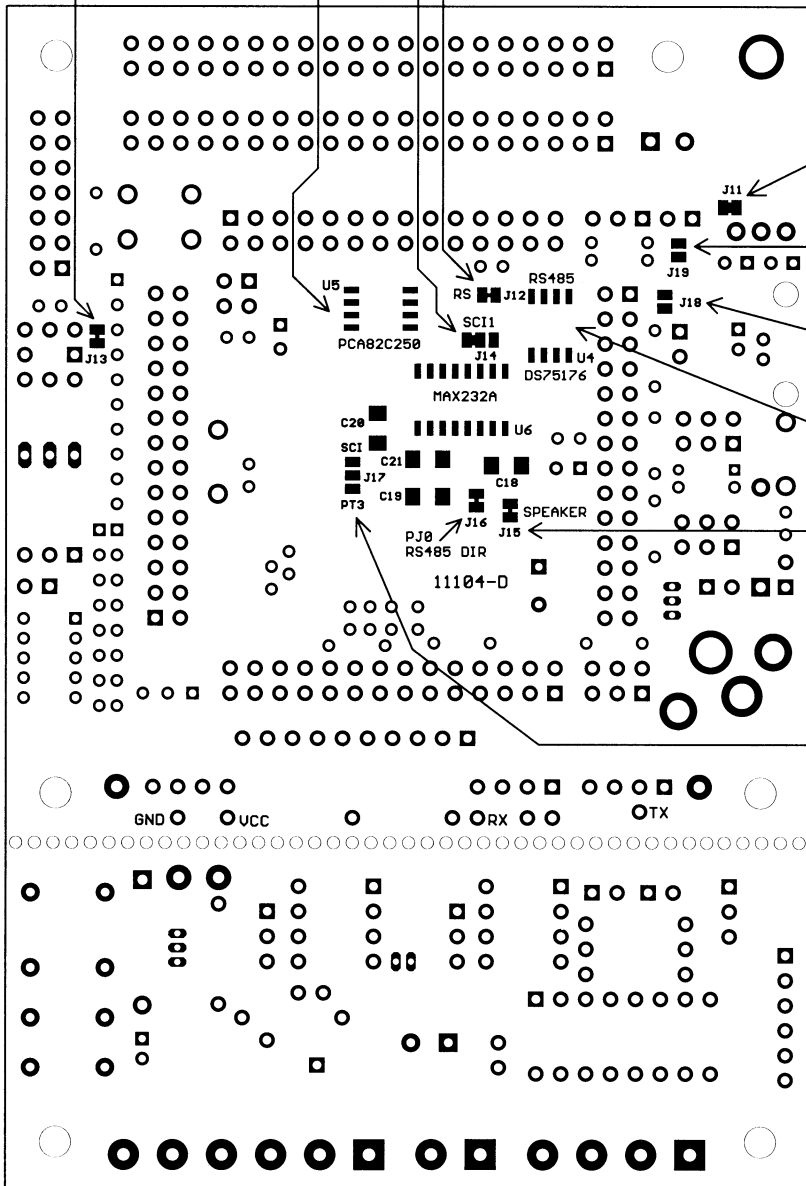 J11
J19
U5
RS485
RS
J12
J18
SCI1
PCA82C250
J14
U4
J13
DS75176
MAX232A
C20
U6
SCI
C21
J17
C18
C19
PT3
J16
SPEAKER
J15
PJ0
RS485 DIR
11104-D
GND
VCC
RX
TX